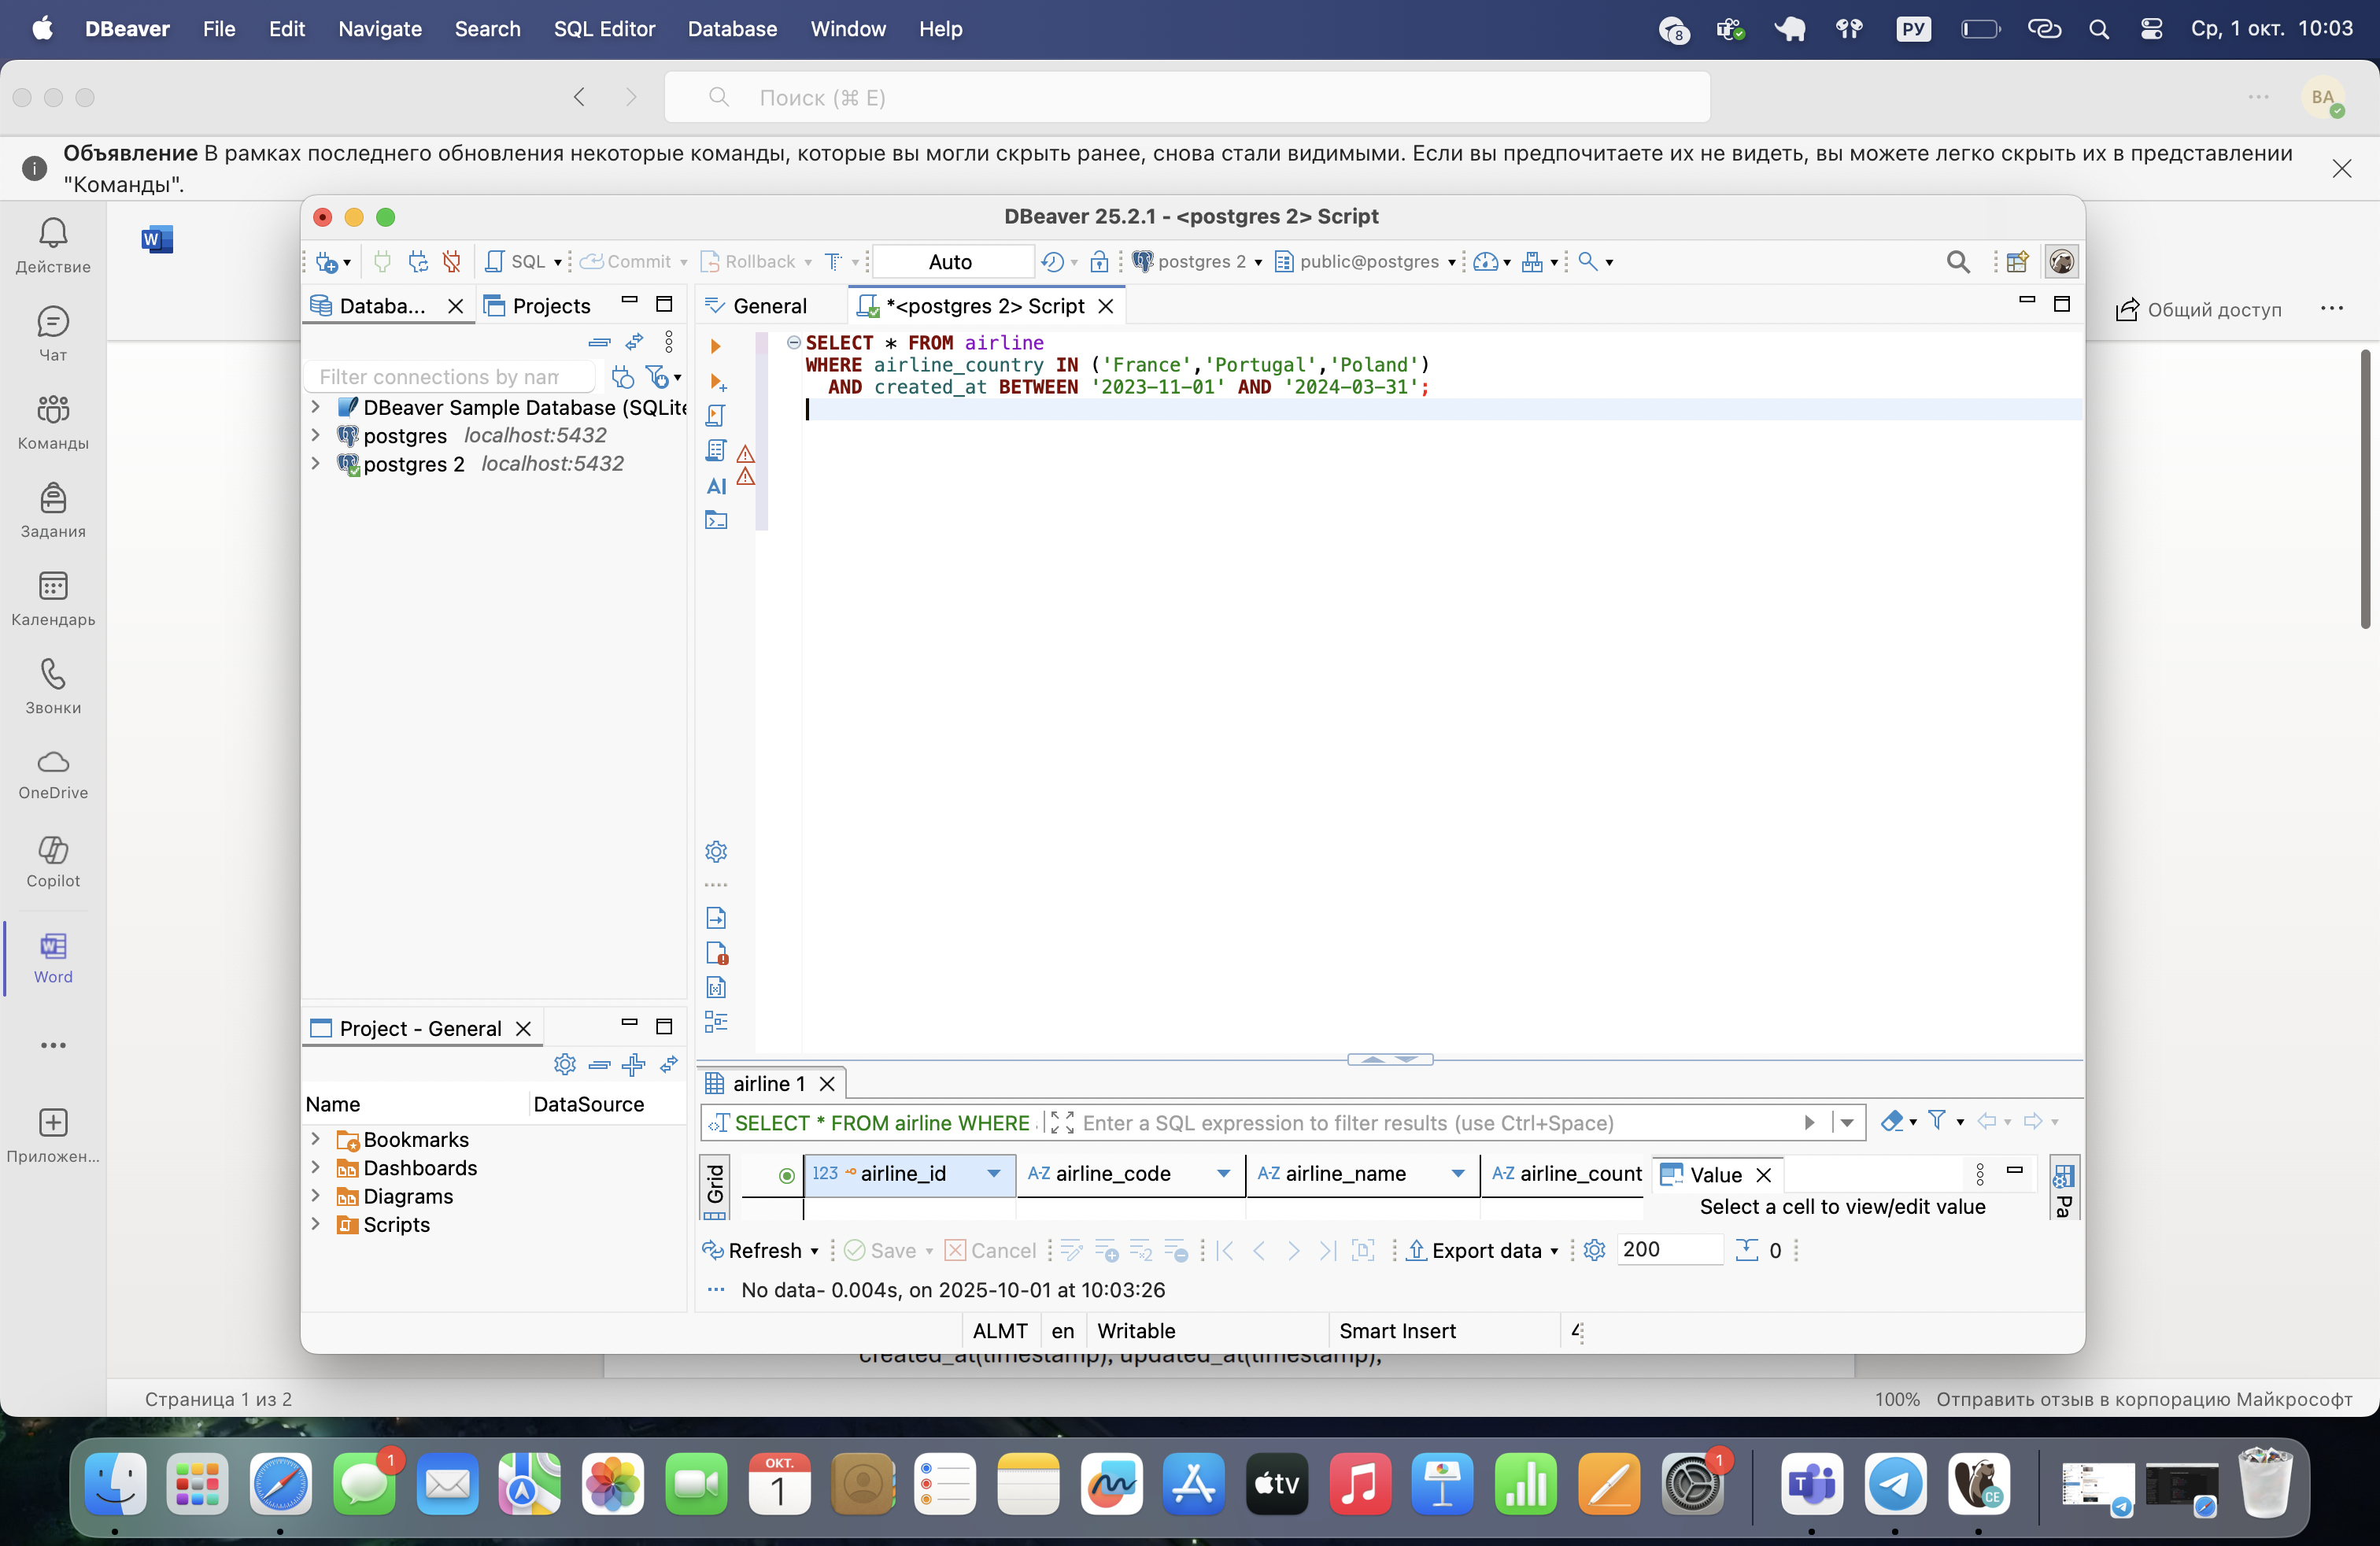 DBeaver File Edit Navigate Search SQL Editor Database Window Help 8 РУ Ср, 1 окт. 10:03
Поиск (⌘ E) BA
Объявление В рамках последнего обновления некоторые команды, которые вы могли скрыть ранее, снова стали видимыми. Если вы предпочитаете их не видеть, вы можете легко скрыть их в представлении
"Команды".
Действие
Чат
Команды
Задания
Календарь
Звонки
OneDrive
Copilot
Word
Приложен...
Общий доступ
DBeaver 25.2.1 - <postgres 2> Script
SQL Commit Rollback Auto postgres 2 public@postgres
Databa... Projects
Filter connections by nam
DBeaver Sample Database (SQLite
postgres localhost:5432
postgres 2 localhost:5432
General *<postgres 2> Script
SELECT * FROM airline
WHERE airline_country IN ('France','Portugal','Poland')
AND created_at BETWEEN '2023-11-01' AND '2024-03-31';
AI
Project - General
Name DataSource
Bookmarks
Dashboards
Diagrams
Scripts
airline 1
SELECT * FROM airline WHERE Enter a SQL expression to filter results (use Ctrl+Space)
Grid 123 airline_id A-Z airline_code A-Z airline_name A-Z airline_count Value
Select a cell to view/edit value
Pa
Refresh Save Cancel Export data 200 0
No data- 0.004s, on 2025-10-01 at 10:03:26
ALMT en Writable Smart Insert
created_at(timestamp), updated_at(timestamp),
Страница 1 из 2 100% Отправить отзыв в корпорацию Майкрософт
1 ОКТ. 1 tv 1 CE